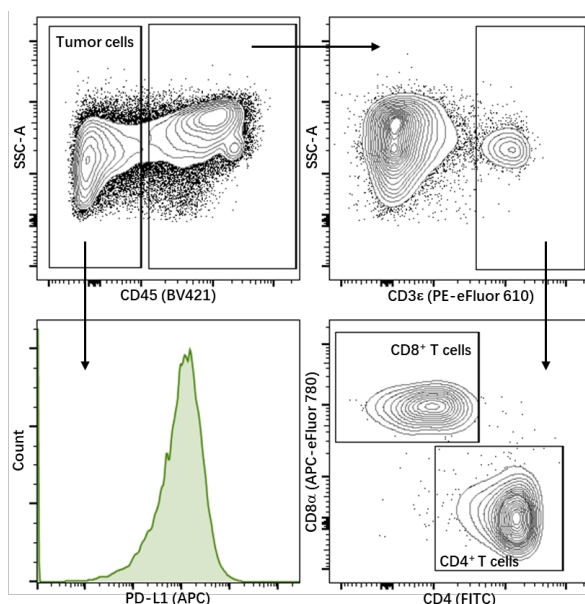 Tumor cells
SSC-A
CD45 (BV421)
SSC-A
CD3ε (PE-eFluor 610)
Count
PD-L1 (APC)
CD8⁺ T cells
CD8α (APC-eFluor 780)
CD4⁺ T cells
CD4 (FITC)